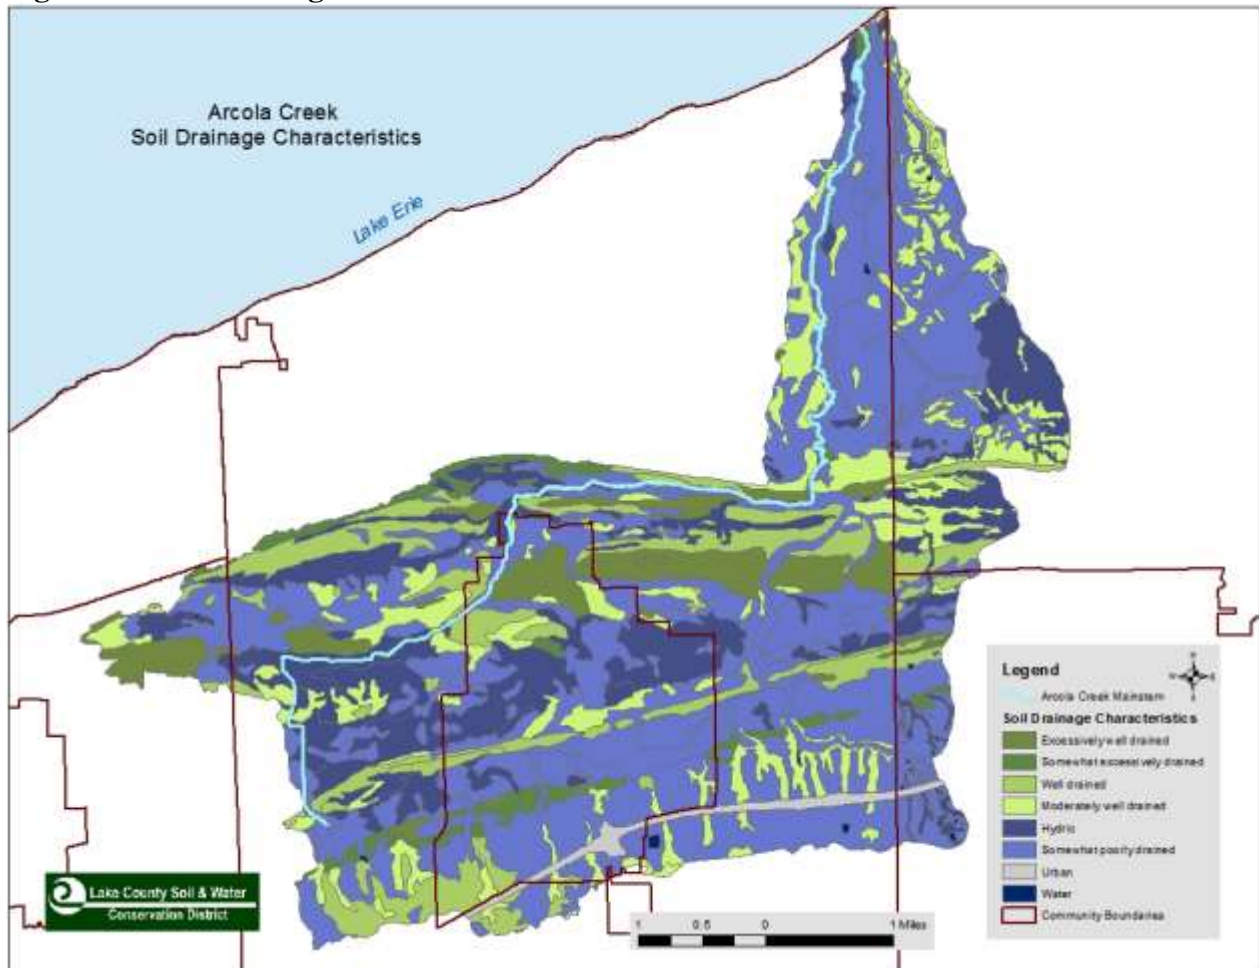 Arcola Creek
Soil Drainage Characteristics
Lake Erie
Legend
Arcola Creek Mainstem
Soil Drainage Characteristics
Excessively well drained
Somewhat excessively drained
Well drained
Moderately well drained
Hydric
Somewhat poorly drained
Urban
Water
Community Boundaries
Lake County Soil & Water
Conservation District
1 0.5 0 1 Miles